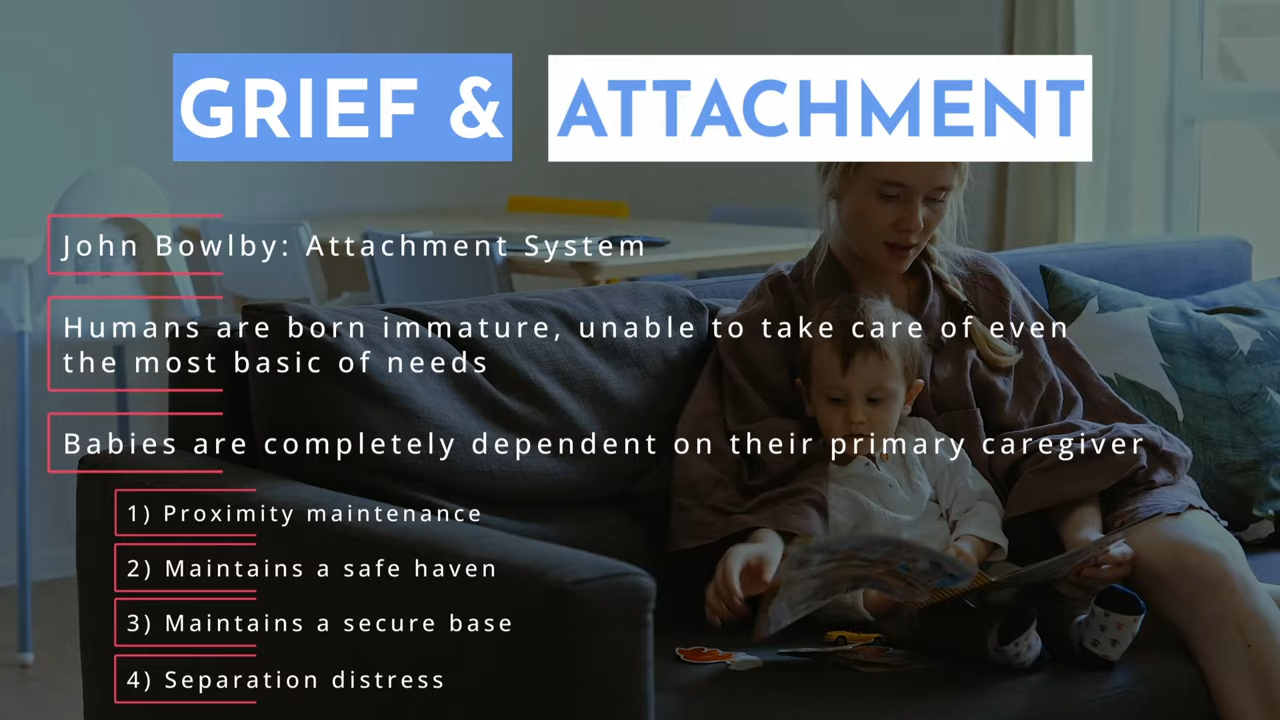 GRIEF & ATTACHMENT
John Bowlby: Attachment System
Humans are born immature, unable to take care of even
the most basic of needs
Babies are completely dependent on their primary caregiver
1) Proximity maintenance
2) Maintains a safe haven
3) Maintains a secure base
4) Separation distress